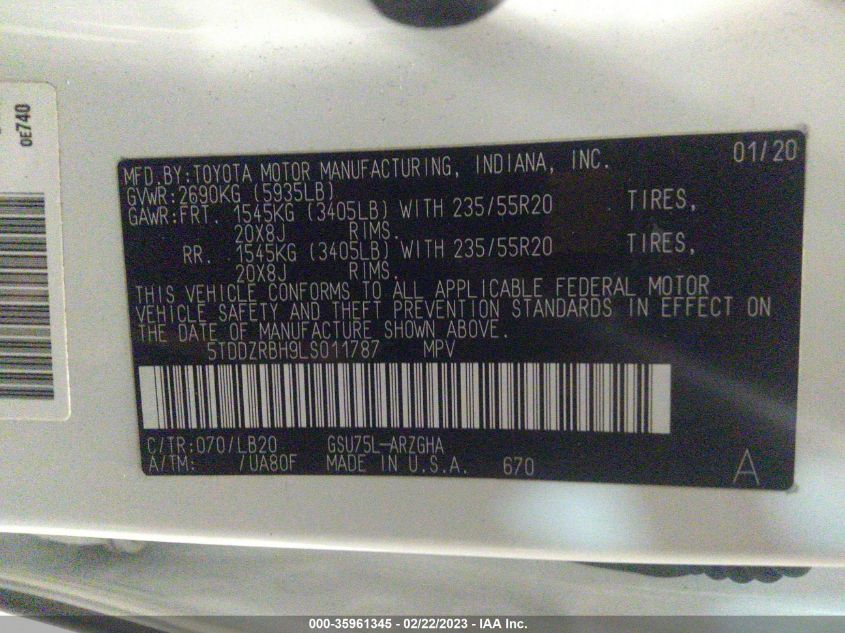 0E740
MFD.BY:TOYOTA MOTOR MANUFACTURING, INDIANA, INC. 01/20
GVWR:2690KG (5935LB)
GAWR:FRT. 1545KG (3405LB) WITH 235/55R20 TIRES,
20X8J RIMS.
RR. 1545KG (3405LB) WITH 235/55R20 TIRES,
20X8J RIMS.
THIS VEHICLE CONFORMS TO ALL APPLICABLE FEDERAL MOTOR
VEHICLE SAFETY AND THEFT PREVENTION STANDARDS IN EFFECT ON
THE DATE OF MANUFACTURE SHOWN ABOVE.
5TDDZRBH9LS011787 MPV
C/TR:070/LB20 GSU75L-ARZGHA
A/TM: /UA80F MADE IN U.S.A. 670 A
000-35961345 - 02/22/2023 - IAA Inc.